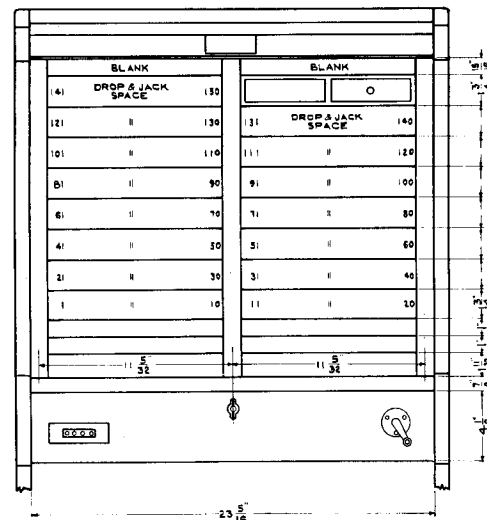 BLANK BLANK
141 DROP & JACK SPACE 150
121 " 130 131 DROP & JACK SPACE 140
101 " 110 111 " 120
81 " 90 91 " 100
61 " 70 71 " 80
41 " 50 51 " 60
21 " 30 31 " 40
1 " 10 11 " 20
11 5/32 11 5/32
23 5/16"